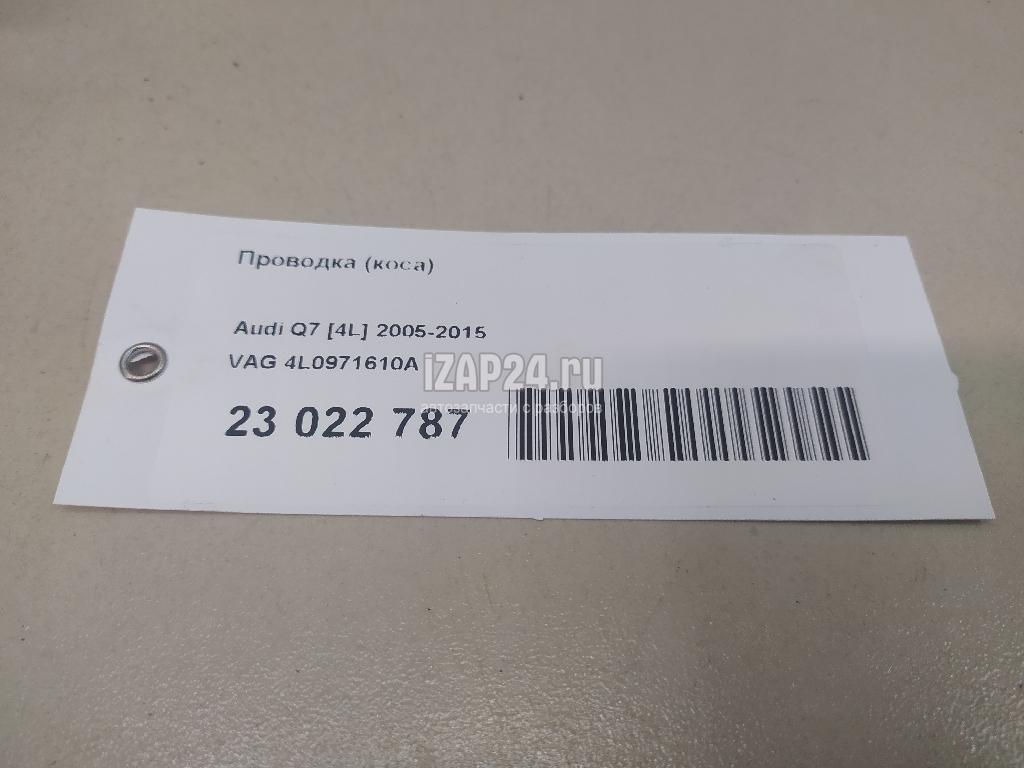 Проводка (коса)
Audi Q7 [4L] 2005-2015
VAG 4L0971610A
iZAP24.ru
автозапчасти с разборов
23 022 787